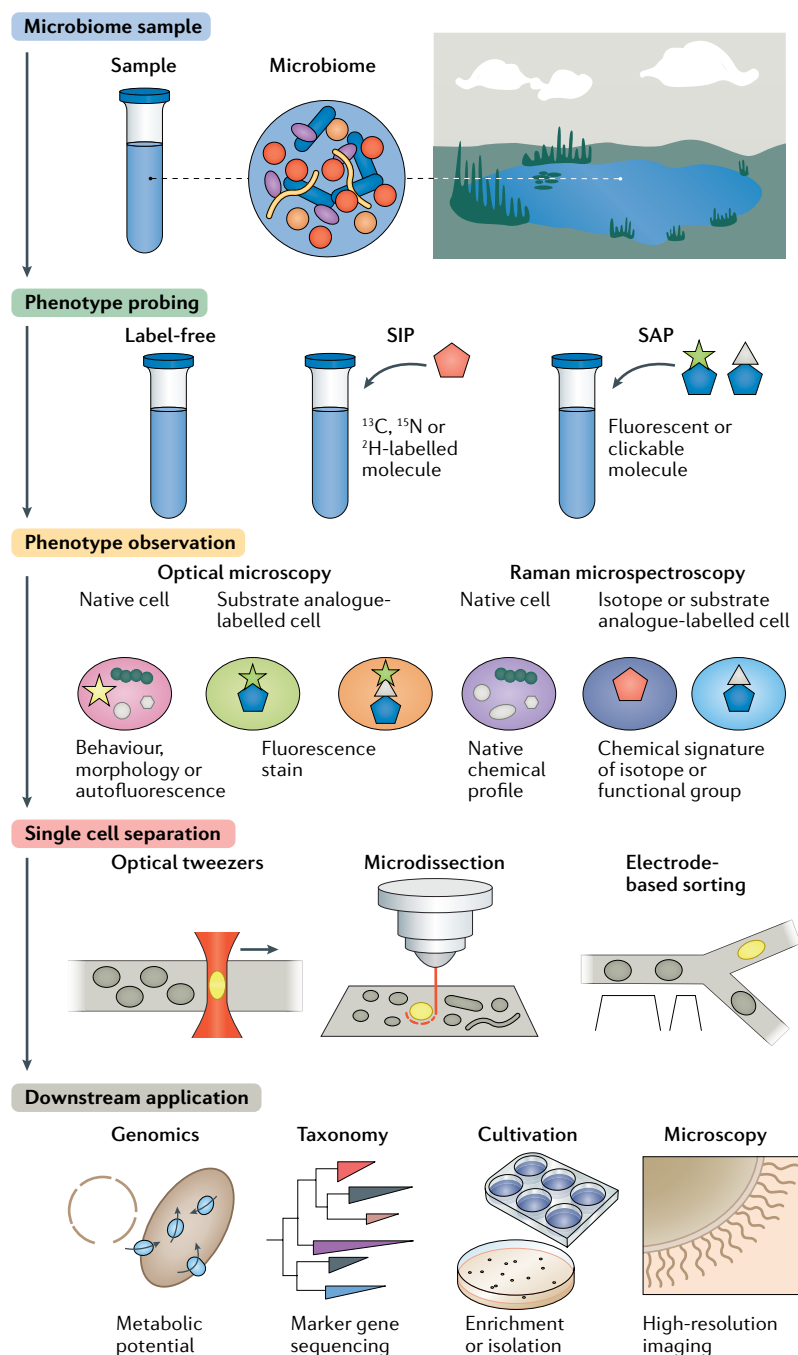 Microbiome sample
Sample
Microbiome
Phenotype probing
Label-free
SIP
SAP
¹³C, ¹⁵N or
²H-labelled
molecule
Fluorescent or
clickable
molecule
Phenotype observation
Optical microscopy
Raman microspectroscopy
Native cell
Substrate analogue-
labelled cell
Native cell
Isotope or substrate
analogue-labelled cell
Behaviour,
morphology or
autofluorescence
Fluorescence
stain
Native
chemical
profile
Chemical signature
of isotope or
functional group
Single cell separation
Optical tweezers
Microdissection
Electrode-
based sorting
Downstream application
Genomics
Taxonomy
Cultivation
Microscopy
Metabolic
potential
Marker gene
sequencing
Enrichment
or isolation
High-resolution
imaging